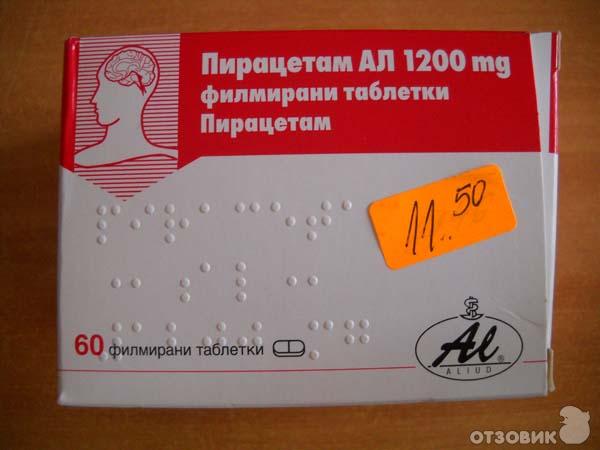 Пирацетам АЛ 1200 mg
филмирани таблетки
Пирацетам
11.. 50
60 филмирани таблетки
Al ®
ALIUD
ОТЗОВИК